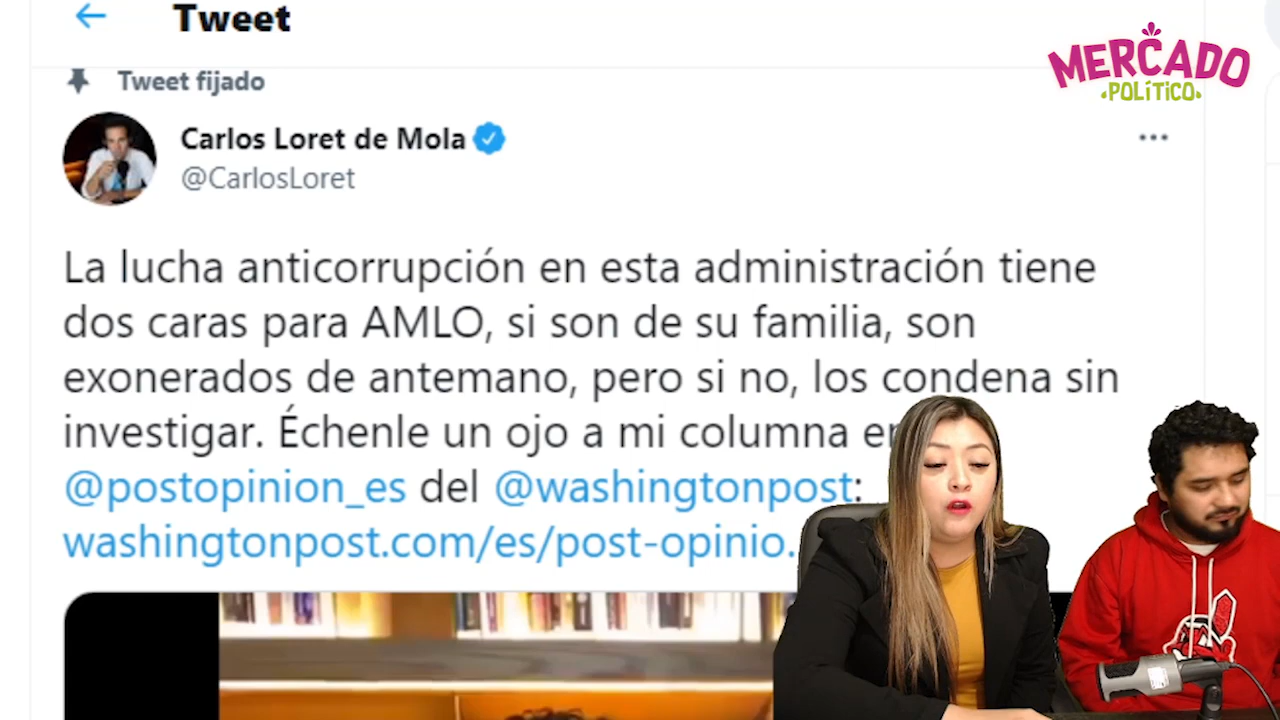 Tweet
MERCADO
POLÍTICO
Tweet fijado
Carlos Loret de Mola
@CarlosLoret
La lucha anticorrupción en esta administración tiene
dos caras para AMLO, si son de su familia, son
exonerados de antemano, pero si no, los condena sin
investigar. Échenle un ojo a mi columna
@postopinion_es del @washingtonpost:
washingtonpost.com/es/post-opinio.